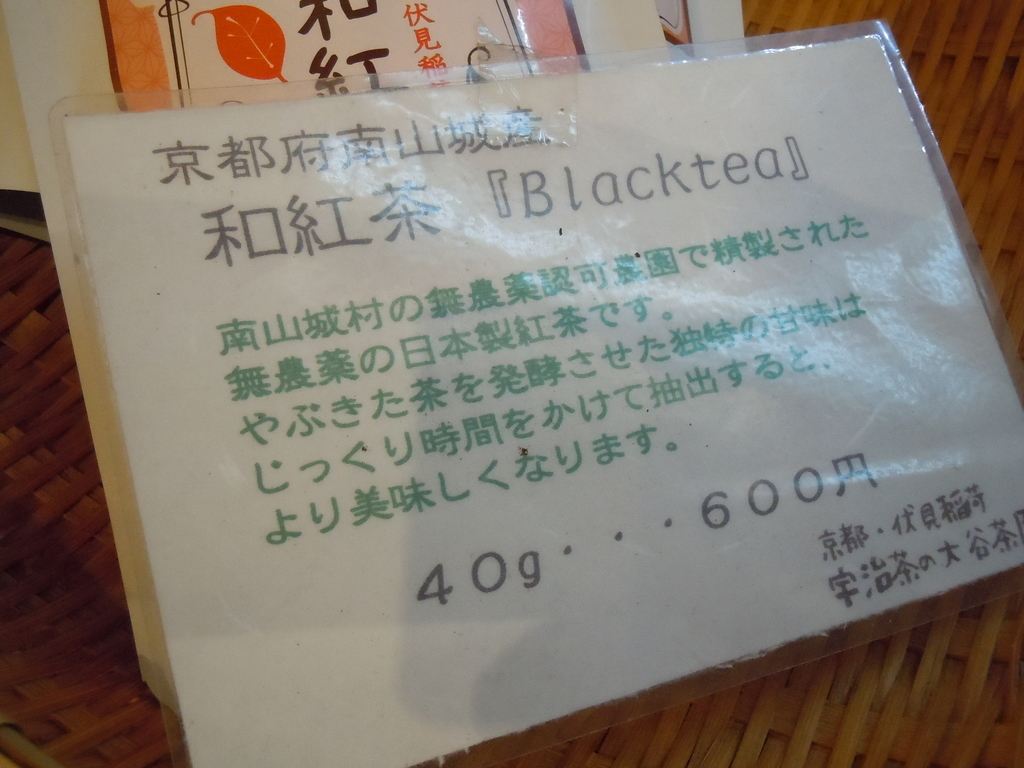 和紅
伏見稲
京都府南山城産
和紅茶『Blacktea』
南山城村の無農薬認可農園で精製された
無農薬の日本製紅茶です。
やぶきた茶を発酵させた独特の甘味は
じっくり時間をかけて抽出すると、
より美味しくなります。
40g・・・600円
京都・伏見稲荷
宇治茶の大谷茶